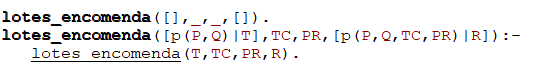 lotes_encomenda([],_,_,[]).
lotes_encomenda([p(P,Q)|T],TC,PR,[p(P,Q,TC,PR)|R]):-
lotes_encomenda(T,TC,PR,R).